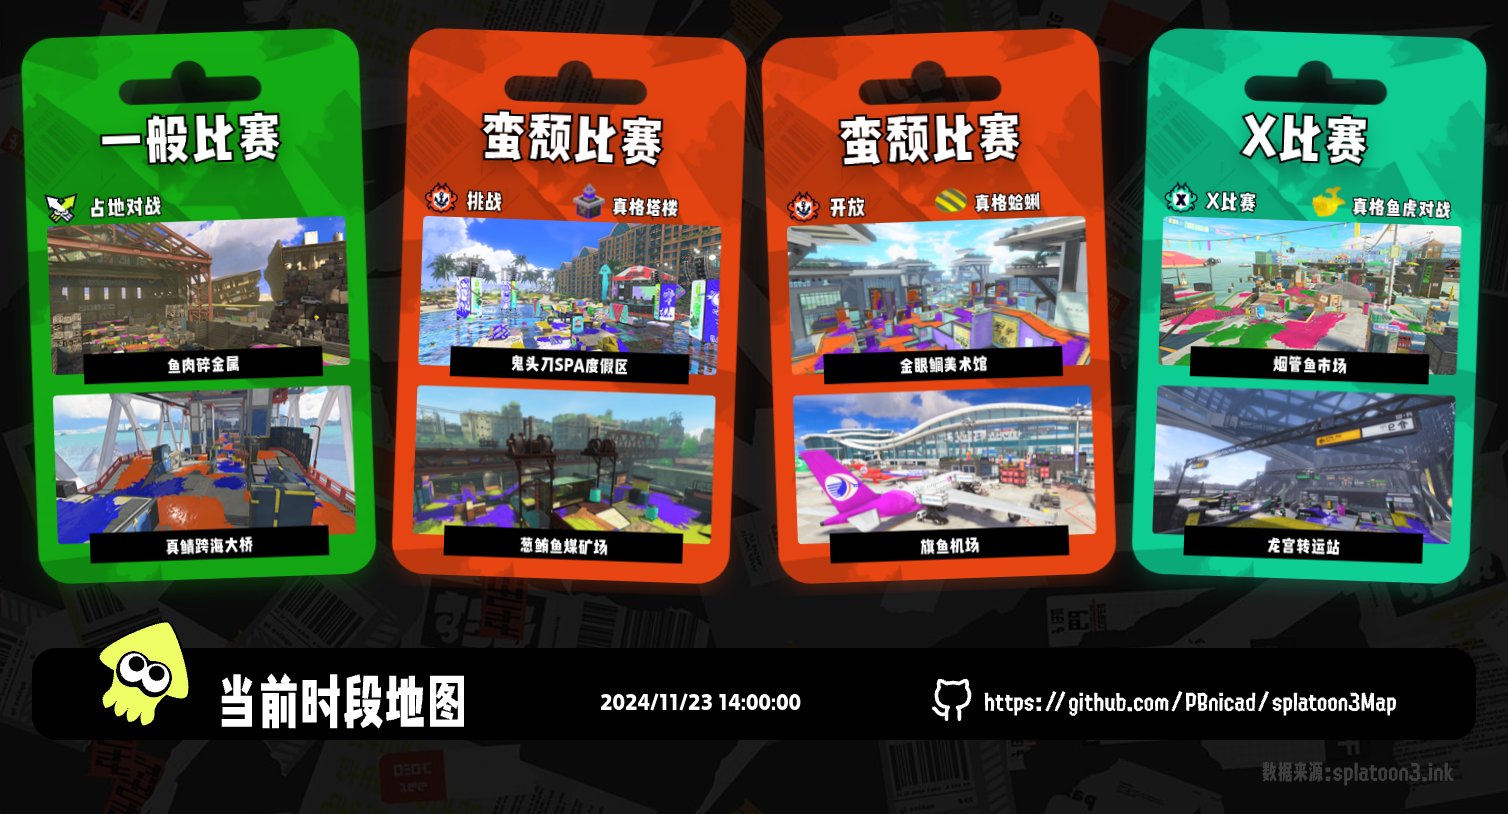 一般比赛
占地对战
鱼肉碎金属
真鲭跨海大桥
蛮颓比赛
挑战
真格塔楼
鬼头刀SPA度假区
葱鲔鱼煤矿场
蛮颓比赛
开放
真格蛤蜊
金眼鲷美术馆
旗鱼机场
X比赛
X比赛
真格鱼虎对战
烟管鱼市场
龙宫转运站
当前时段地图
2024/11/23 14:00:00
https://github.com/PBnicad/splatoon3Map
数据来源:splatoon3.ink